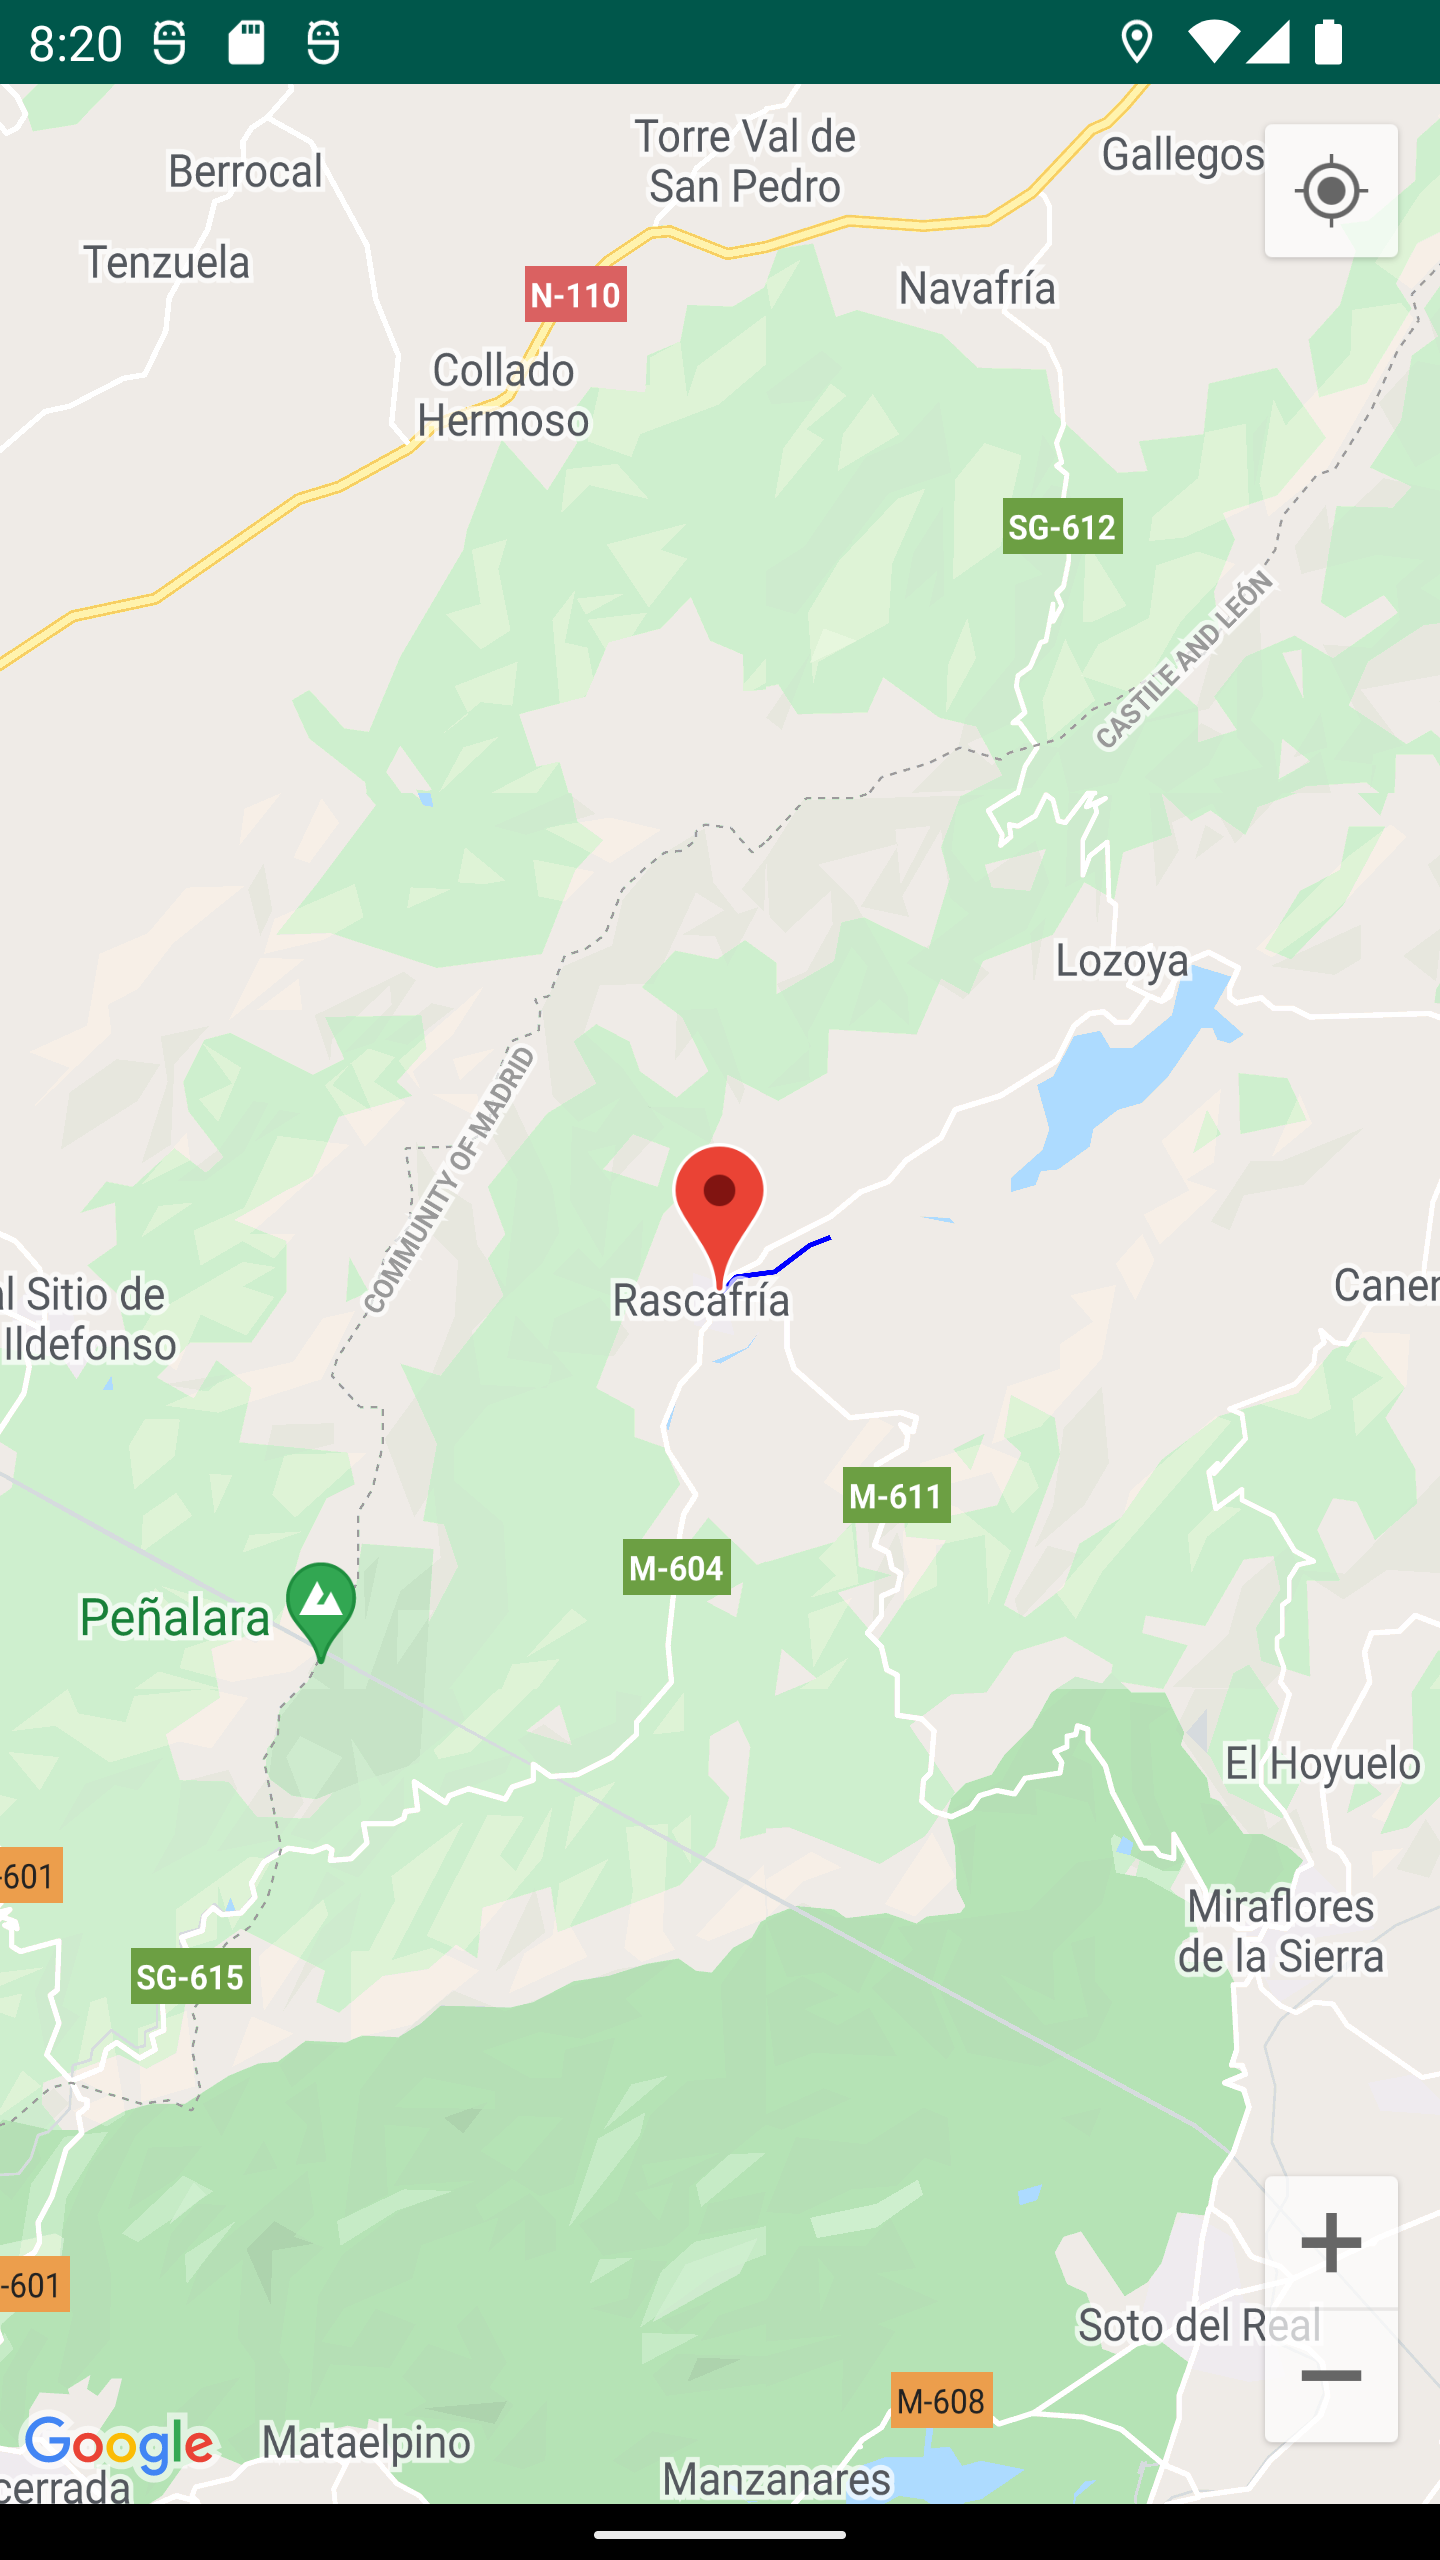 8:20
Torre Val de
San Pedro
Gallegos
Berrocal
Tenzuela
N-110
Navafría
Collado
Hermoso
SG-612
CASTILE AND LEÓN
Lozoya
COMMUNITY OF MADRID
al Sitio de
Ildefonso
Rascafría
Canen
M-611
M-604
Peñalara
El Hoyuelo
-601
Miraflores
de la Sierra
SG-615
-601
Soto del Real
M-608
Google
Mataelpino
Manzanares
cerrada